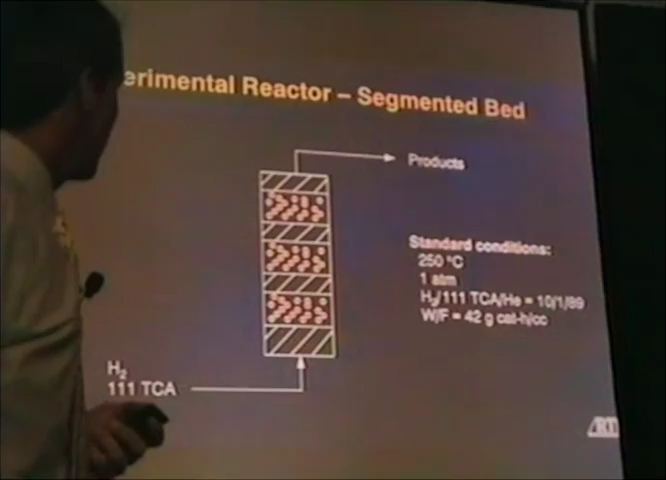 erimental Reactor – Segmented Bed
Products
Standard conditions:
250 °C
1 atm
H₂/111 TCA/He = 10/1/89
W/F = 42 g cat-h/cc
H₂
111 TCA